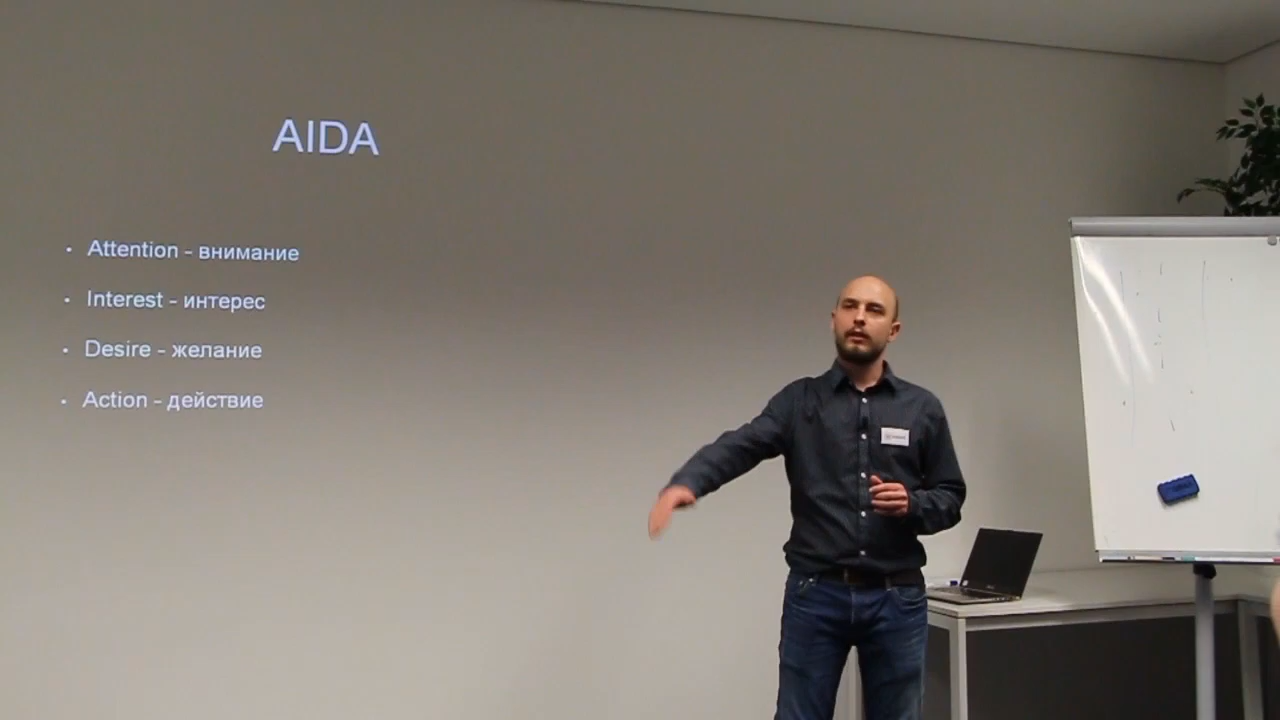 AIDA
• Attention - внимание
• Interest - интерес
• Desire - желание
• Action - действие